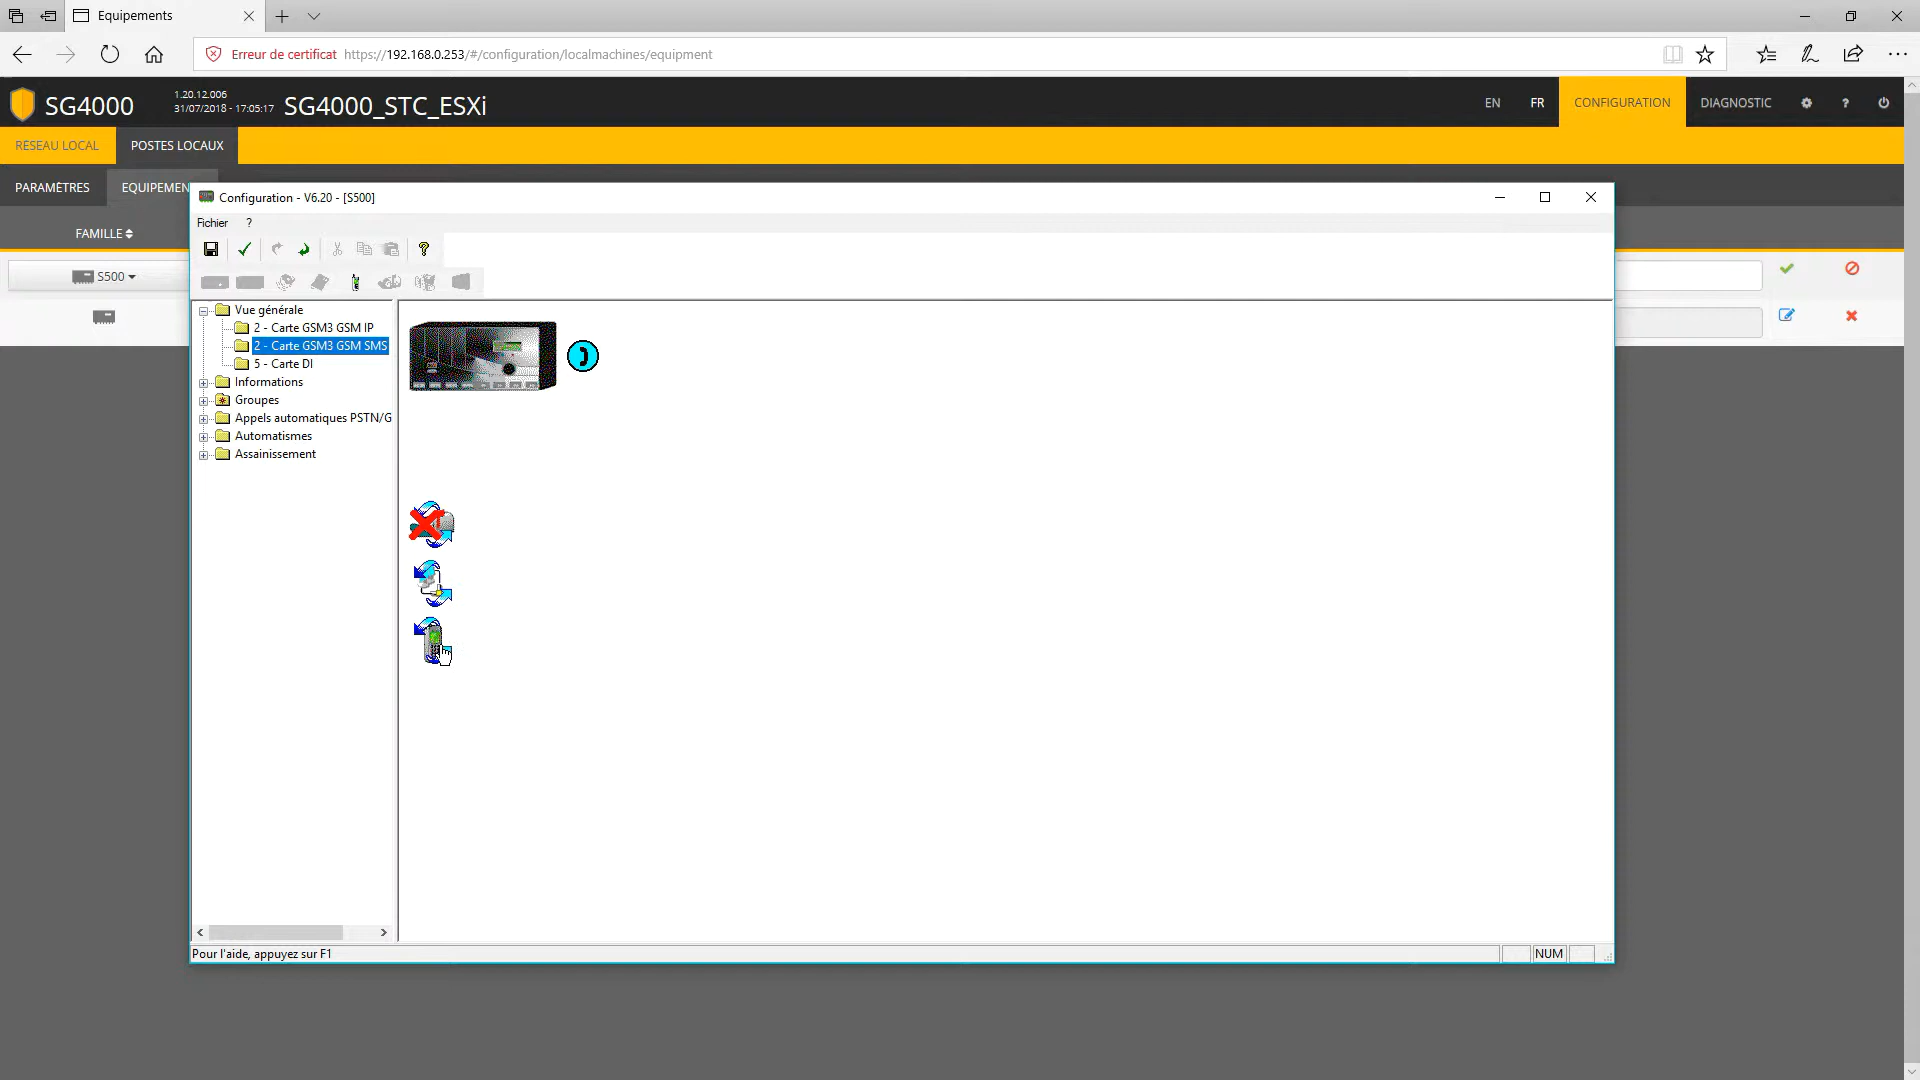 Equipements
Erreur de certificat https://192.168.0.253/#/configuration/localmachines/equipment
SG4000
1.20.12.006
31/07/2018 - 17:05:17
SG4000_STC_ESXi
EN
FR
CONFIGURATION
DIAGNOSTIC
?
RÉSEAU LOCAL
POSTES LOCAUX
PARAMÈTRES
EQUIPEMEN
FAMILLE
S500
Configuration - V6.20 - [S500]
Fichier
?
Vue générale
2 - Carte GSM3 GSM IP
2 - Carte GSM3 GSM SMS
5 - Carte DI
Informations
Groupes
Appels automatiques PSTN/G
Automatismes
Assainissement
Pour l'aide, appuyez sur F1
NUM